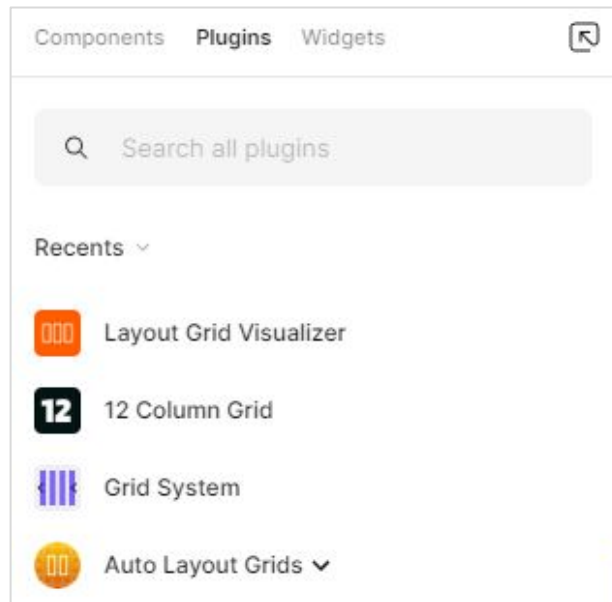 Components Plugins Widgets
Search all plugins
Recents
Layout Grid Visualizer
12 12 Column Grid
Grid System
Auto Layout Grids